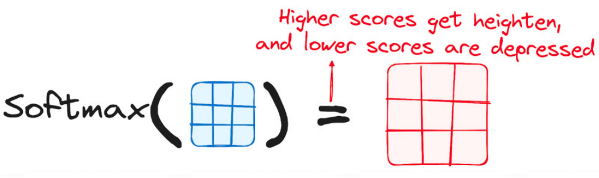 Higher scores get heighten,
and lower scores are depressed
Softmax( ) =